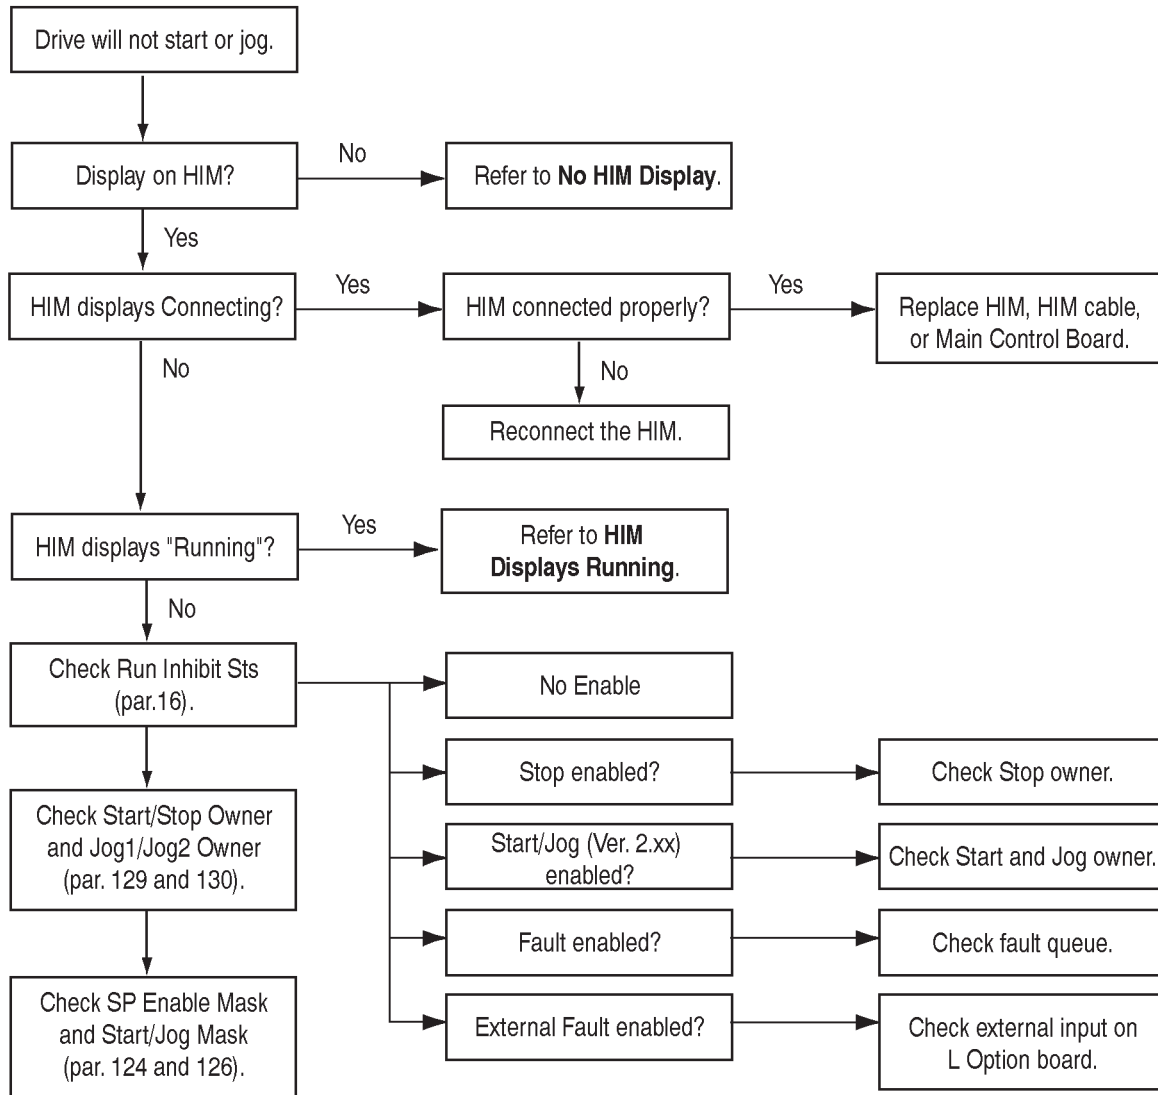 Drive will not start or jog.
Display on HIM?
No
Refer to No HIM Display.
Yes
HIM displays Connecting?
Yes
HIM connected properly?
Yes
Replace HIM, HIM cable,
or Main Control Board.
No
No
Reconnect the HIM.
HIM displays "Running"?
Yes
Refer to HIM
Displays Running.
No
Check Run Inhibit Sts
(par.16).
No Enable
Stop enabled?
Check Stop owner.
Check Start/Stop Owner
and Jog1/Jog2 Owner
(par. 129 and 130).
Start/Jog (Ver. 2.xx)
enabled?
Check Start and Jog owner.
Fault enabled?
Check fault queue.
Check SP Enable Mask
and Start/Jog Mask
(par. 124 and 126).
External Fault enabled?
Check external input on
L Option board.